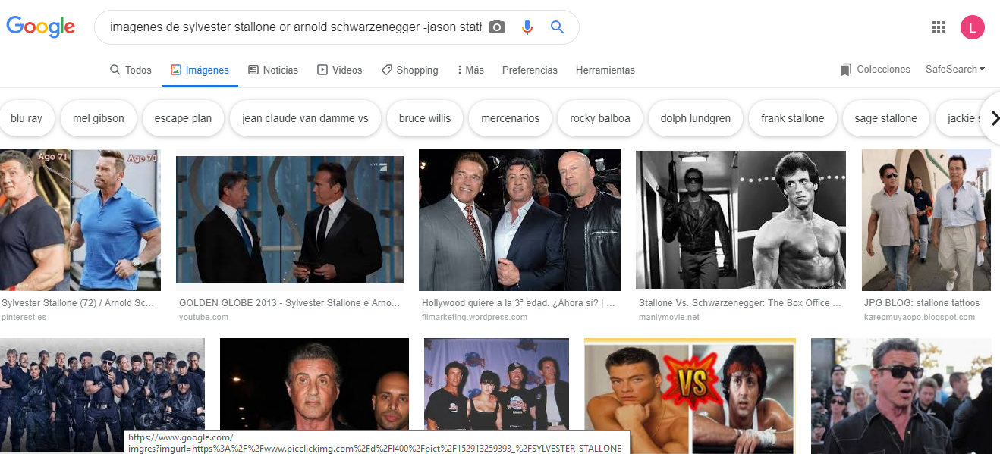 Google
imagenes de sylvester stallone or arnold schwarzenegger -jason stath
L
Todos Imágenes Noticias Videos Shopping Más Preferencias Herramientas Colecciones SafeSearch
blu ray mel gibson escape plan jean claude van damme vs bruce willis mercenarios rocky balboa dolph lundgren frank stallone sage stallone jackie s
Age 71 Age 70
LIVE
Sylvester Stallone (72) / Arnold Sc... GOLDEN GLOBE 2013 - Sylvester Stallone e Arno... Hollywood quiere a la 3ª edad. ¿Ahora sí? | ... Stallone Vs. Schwarzenegger: The Box Office ... JPG BLOG: stallone tattoos
pinterest.es youtube.com filmarketing.wordpress.com manlymovie.net karepmuyaopo.blogspot.com
VS
https://www.google.com/
imgres?imgurl=https%3A%2F%2Fwww.picclickimg.com%2Fd%2Fl400%2Fpict%2F152913259393_%2FSYLVESTER-STALLONE-